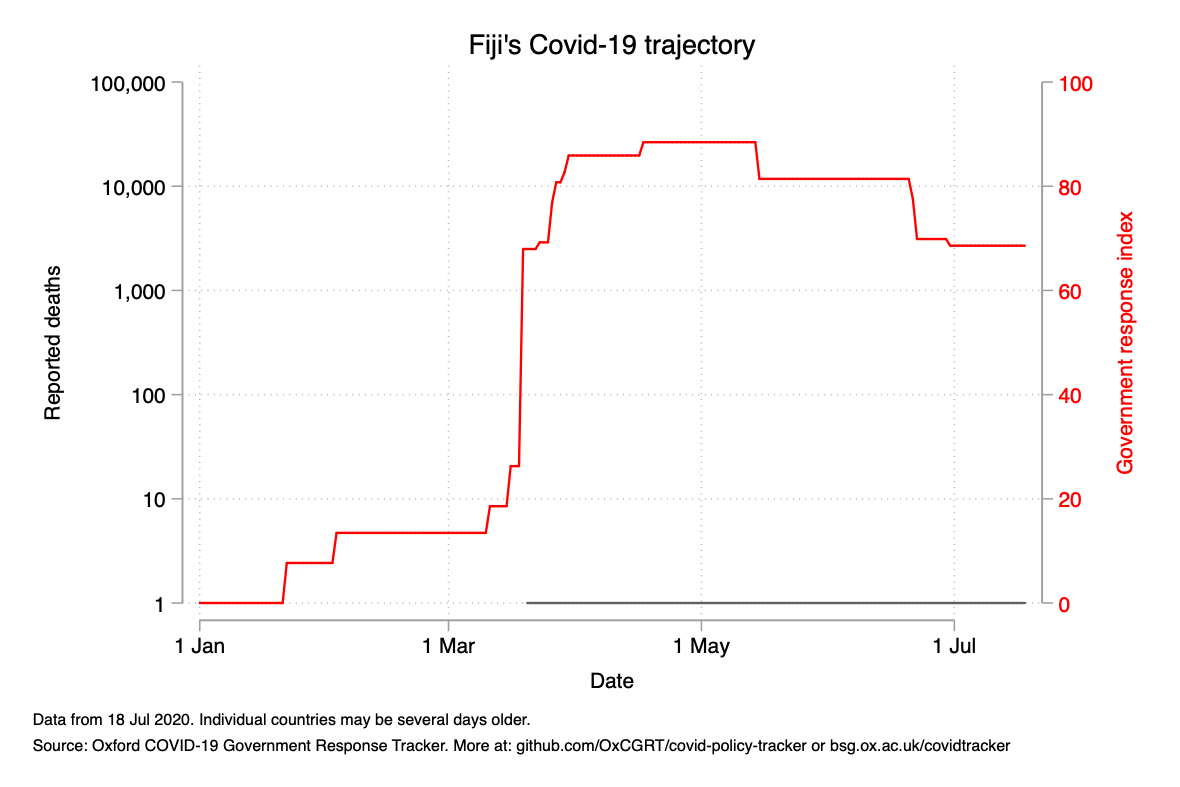 Fiji's Covid-19 trajectory
100,000
10,000
1,000
100
10
1
Reported deaths
100
80
60
40
20
0
Government response index
1 Jan
1 Mar
1 May
1 Jul
Date
Data from 18 Jul 2020. Individual countries may be several days older.
Source: Oxford COVID-19 Government Response Tracker. More at: github.com/OxCGRT/covid-policy-tracker or bsg.ox.ac.uk/covidtracker